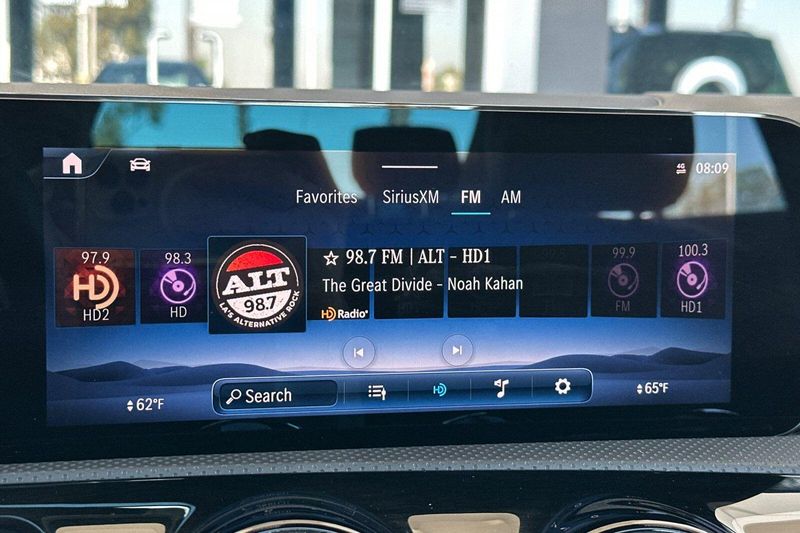 4G
08:09
Favorites SiriusXM FM AM
97.9
HD
HD2
98.3
HD
ALT
98.7
LA'S ALTERNATIVE ROCK
☆ 98.7 FM | ALT - HD1
The Great Divide - Noah Kahan
HD Radio®
99.9
FM
100.3
HD1
62°F
Search
HD
65°F